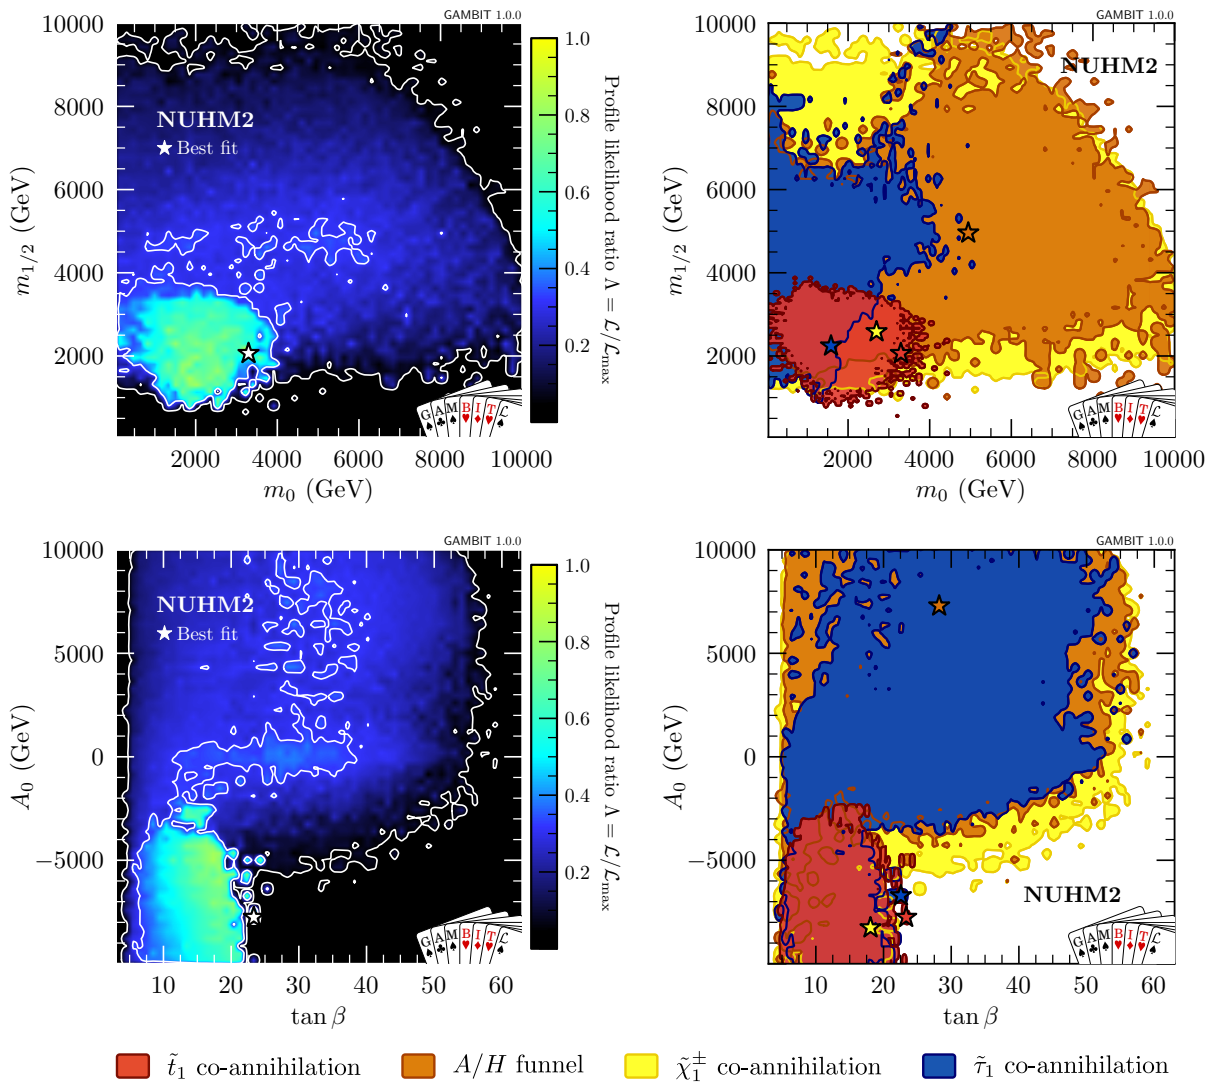 GAMBIT 1.0.0
10000
8000
6000
4000
2000
m1/2 (GeV)
NUHM2
Best fit
2000 4000 6000 8000 10000
m0 (GeV)
1.0
0.8
0.6
0.4
0.2
Profile likelihood ratio Λ = ℒ/ℒmax
G A M B I T ℒ
GAMBIT 1.0.0
10000
8000
6000
4000
2000
m1/2 (GeV)
NUHM2
2000 4000 6000 8000 10000
m0 (GeV)
G A M B I T ℒ
GAMBIT 1.0.0
10000
5000
0
−5000
A0 (GeV)
NUHM2
Best fit
10 20 30 40 50 60
tan β
1.0
0.8
0.6
0.4
0.2
Profile likelihood ratio Λ = ℒ/ℒmax
G A M B I T ℒ
GAMBIT 1.0.0
10000
5000
0
−5000
A0 (GeV)
NUHM2
10 20 30 40 50 60
tan β
G A M B I T ℒ
t̃1 co-annihilation A/H funnel χ̃1± co-annihilation τ̃1 co-annihilation